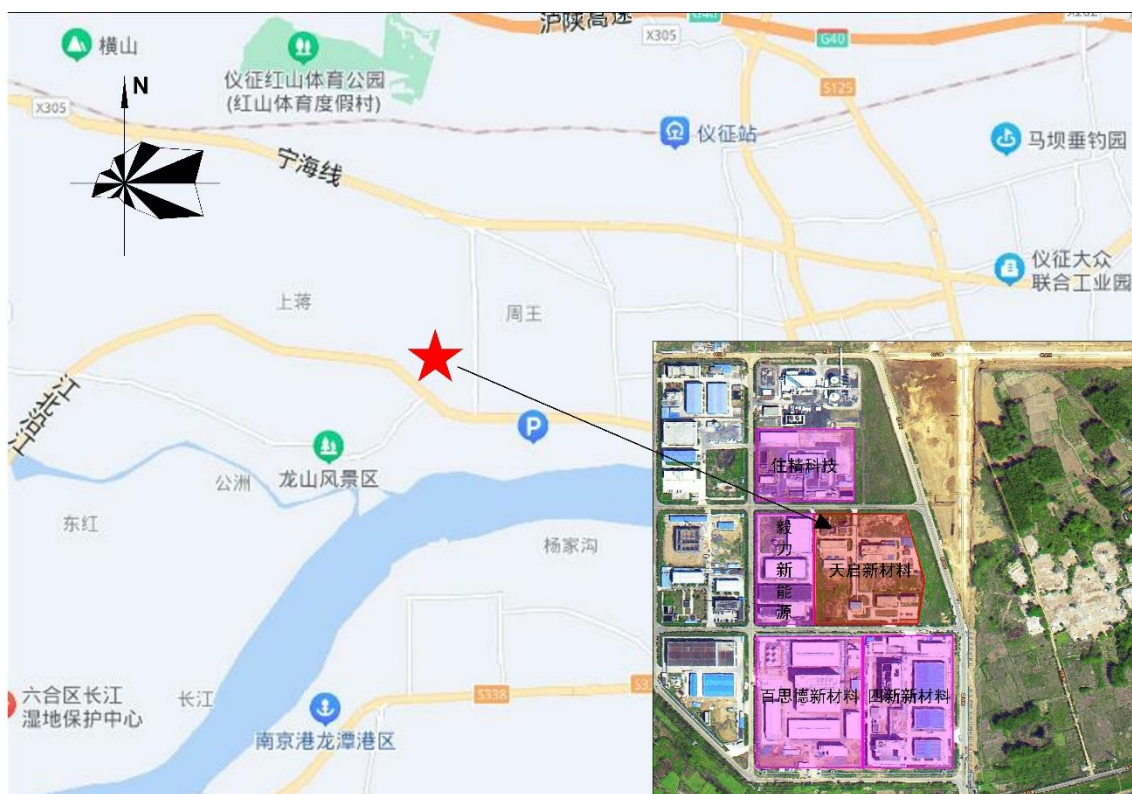 沪陕高速
G40
X202
横山
X305
G40
仪征红山体育公园
(红山体育度假村)
S125
X305
N
仪征站
马坝垂钓园
宁海线
仪征大众
联合工业园
上蒋
周王
江北沿江
P
住精科技
龙山风景区
公洲
毅力新能源
天启新材料
东红
杨家沟
六合区长江
湿地保护中心
长江
S338
百思德新材料
四新新材料
南京港龙潭港区